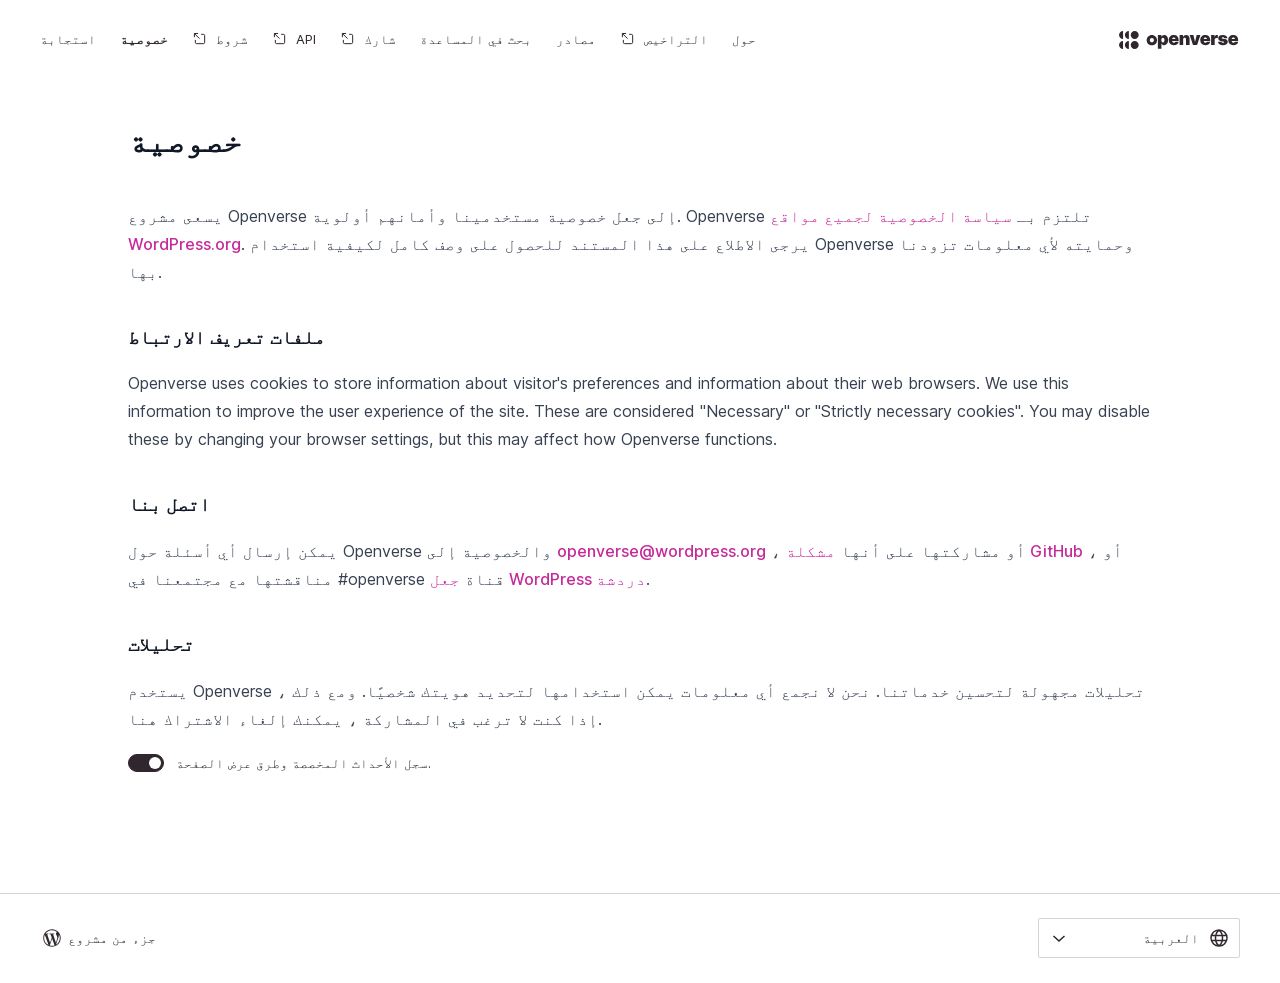 openverse
حول
التراخيص
مصادر
بحث في المساعدة
شارك
API
شروط
خصوصية
استجابة
خصوصية
يسعى مشروع Openverse إلى جعل خصوصية مستخدمينا وأمانهم أولوية. Openverse تلتزم بـ سياسة الخصوصية لجميع مواقع
WordPress.org. يرجى الاطلاع على هذا المستند للحصول على وصف كامل لكيفية استخدام Openverse وحمايته لأي معلومات تزودنا
بها.
ملفات تعريف الارتباط
Openverse uses cookies to store information about visitor's preferences and information about their web browsers. We use this
information to improve the user experience of the site. These are considered "Necessary" or "Strictly necessary cookies". You may disable
these by changing your browser settings, but this may affect how Openverse functions.
اتصل بنا
يمكن إرسال أي أسئلة حول Openverse والخصوصية إلى openverse@wordpress.org ، أو مشاركتها على أنها مشكلة GitHub ، أو
مناقشتها مع مجتمعنا في #openverse قناة جعل WordPress دردشة.
تحليلات
يستخدم Openverse تحليلات مجهولة لتحسين خدماتنا. نحن لا نجمع أي معلومات يمكن استخدامها لتحديد هويتك شخصيًّا. ومع ذلك ،
إذا كنت لا ترغب في المشاركة ، يمكنك إلغاء الاشتراك هنا.
سجل الأحداث المخصصة وطرق عرض الصفحة.
العربية
جزء من مشروع